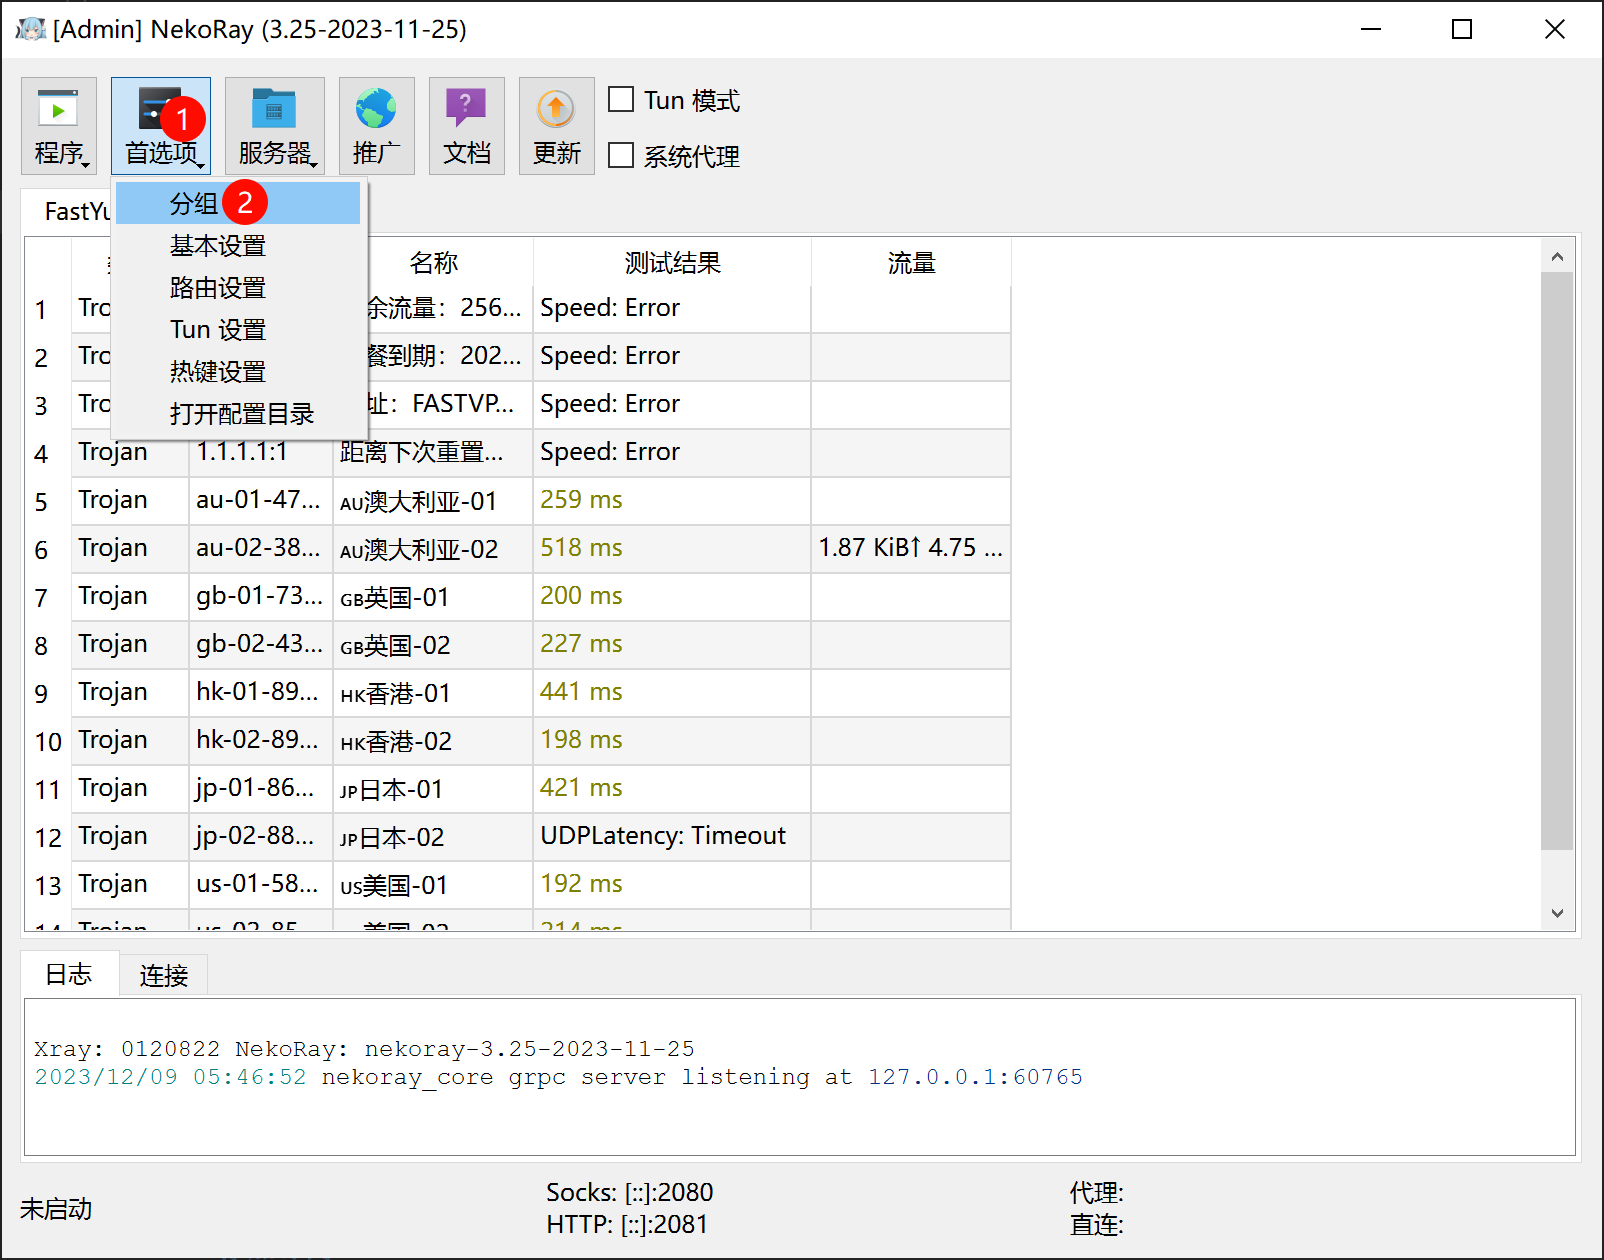 [Admin] NekoRay (3.25-2023-11-25)
程序 首选项 服务器 推广 文档 更新
1
Tun 模式
系统代理
分组 2
基本设置
路由设置
Tun 设置
热键设置
打开配置目录
FastYu
名称 测试结果 流量
1 Tro 余流量：256... Speed: Error
2 Tro 餐到期：202... Speed: Error
3 Tro 址：FASTVP... Speed: Error
4 Trojan 1.1.1.1:1 距离下次重置... Speed: Error
5 Trojan au-01-47... AU澳大利亚-01 259 ms
6 Trojan au-02-38... AU澳大利亚-02 518 ms 1.87 KiB↑ 4.75 ...
7 Trojan gb-01-73... GB英国-01 200 ms
8 Trojan gb-02-43... GB英国-02 227 ms
9 Trojan hk-01-89... HK香港-01 441 ms
10 Trojan hk-02-89... HK香港-02 198 ms
11 Trojan jp-01-86... JP日本-01 421 ms
12 Trojan jp-02-88... JP日本-02 UDPLatency: Timeout
13 Trojan us-01-58... US美国-01 192 ms
14 Trojan us-02-85... 美国-02 214 ms
日志 连接
Xray: 0120822 NekoRay: nekoray-3.25-2023-11-25
2023/12/09 05:46:52 nekoray_core grpc server listening at 127.0.0.1:60765
未启动
Socks: [::]:2080
HTTP: [::]:2081
代理:
直连: